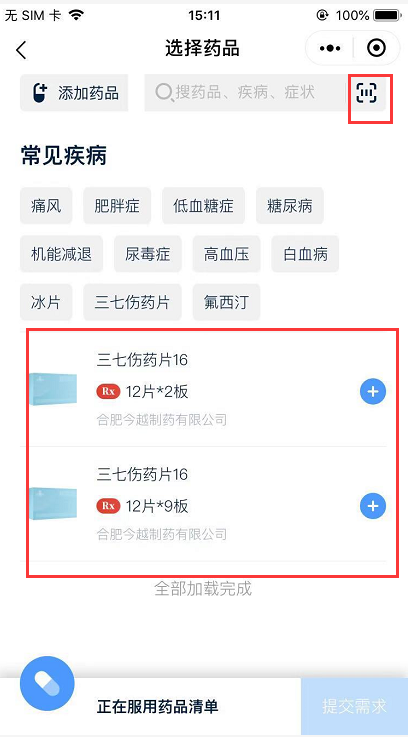 无 SIM 卡 15:11 100%
选择药品
添加药品 搜药品、疾病、症状
常见疾病
痛风 肥胖症 低血糖症 糖尿病
机能减退 尿毒症 高血压 白血病
冰片 三七伤药片 氟西汀
三七伤药片16
Rx 12片*2板
合肥今越制药有限公司
三七伤药片16
Rx 12片*9板
合肥今越制药有限公司
全部加载完成
正在服用药品清单 提交需求